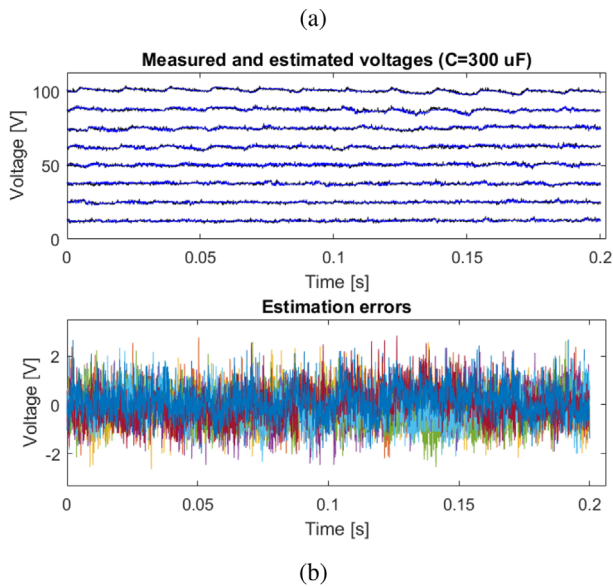 (a)
Measured and estimated voltages (C=300 uF)
100
50
0
Voltage [V]
0 0.05 0.1 0.15 0.2
Time [s]
Estimation errors
2
0
-2
Voltage [V]
0 0.05 0.1 0.15 0.2
Time [s]
(b)